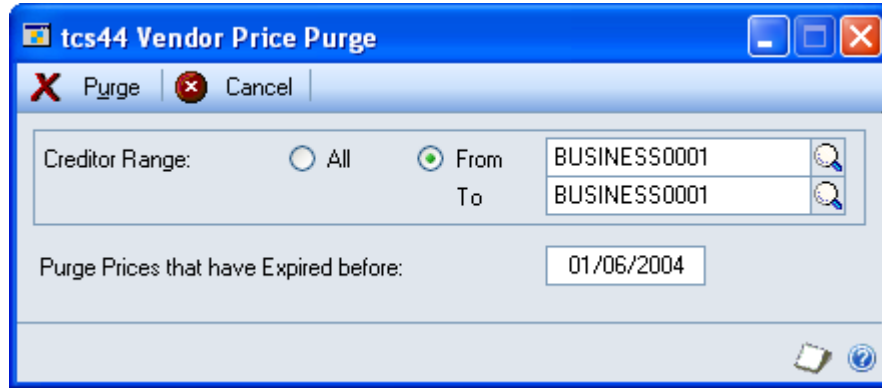 tcs44 Vendor Price Purge
Purge Cancel
Creditor Range: All From BUSINESS0001
To BUSINESS0001
Purge Prices that have Expired before: 01/06/2004